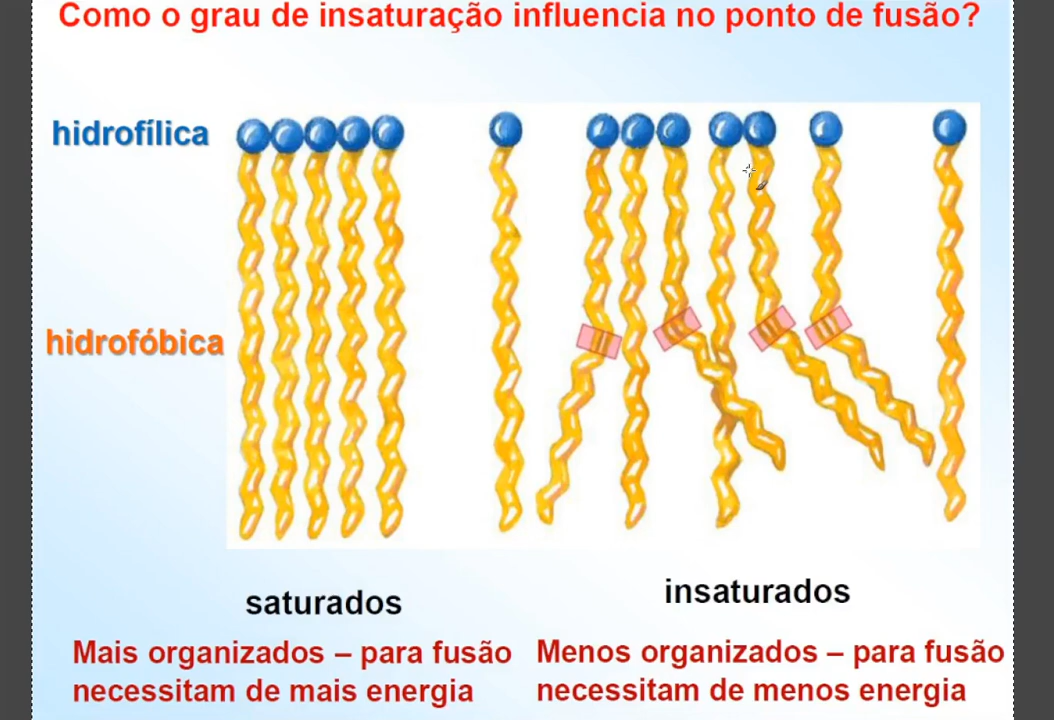 Como o grau de insaturação influencia no ponto de fusão?
hidrofílica
hidrofóbica
saturados
insaturados
Mais organizados – para fusão
necessitam de mais energia
Menos organizados – para fusão
necessitam de menos energia